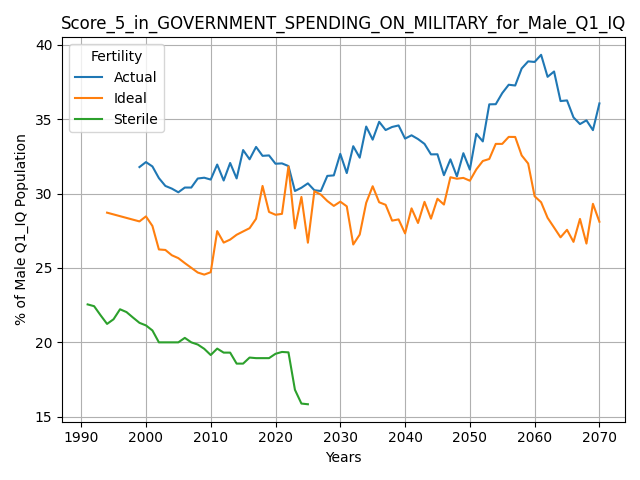 Score_5_in_GOVERNMENT_SPENDING_ON_MILITARY_for_Male_Q1_IQ
Fertility
Actual
Ideal
Sterile
% of Male Q1_IQ Population
40
35
30
25
20
15
1990 2000 2010 2020 2030 2040 2050 2060 2070
Years